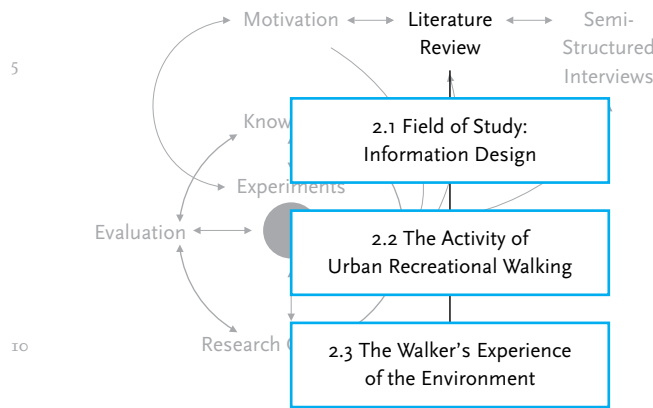 Motivation
Literature
Review
Semi-
Structured
Interviews
5
2.1 Field of Study:
Information Design
Experiments
2.2 The Activity of
Urban Recreational Walking
Evaluation
Research
10
2.3 The Walker's Experience
of the Environment